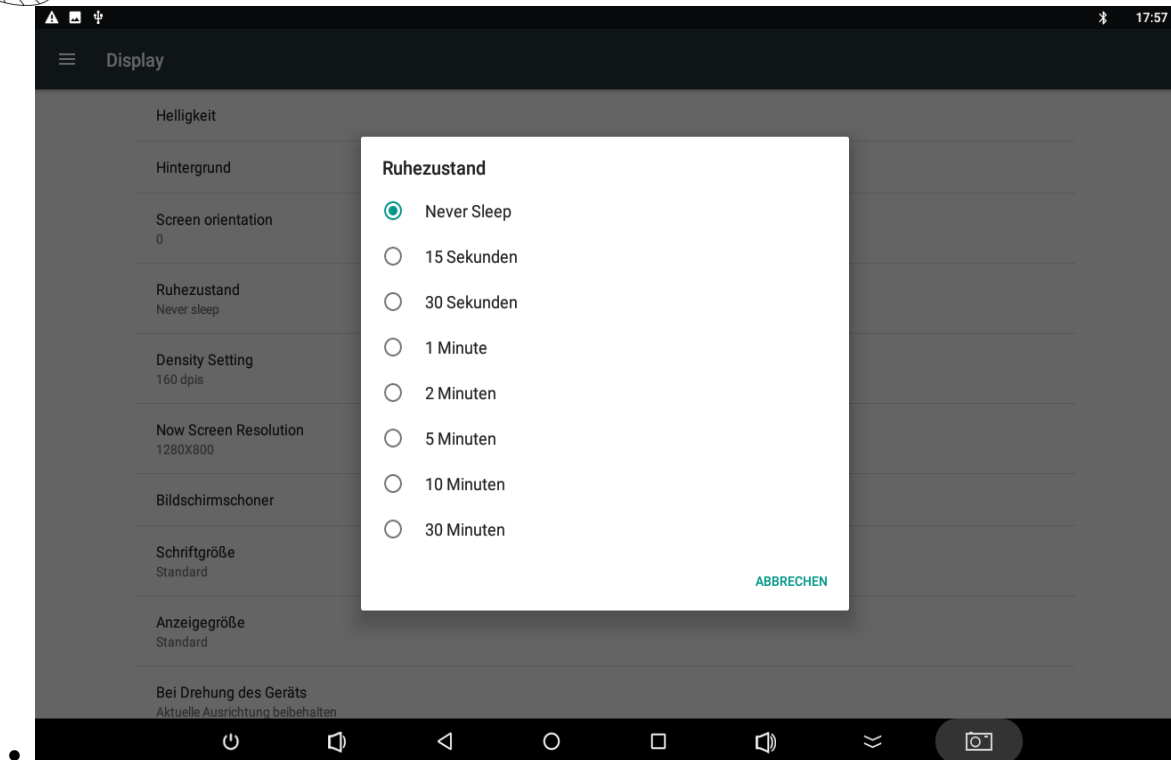 17:57
Display
Helligkeit
Hintergrund
Screen orientation
0
Ruhezustand
Never sleep
Density Setting
160 dpis
Now Screen Resolution
1280X800
Bildschirmschoner
Schriftgröße
Standard
Anzeigegröße
Standard
Bei Drehung des Geräts
Aktuelle Ausrichtung beibehalten
Ruhezustand
Never Sleep
15 Sekunden
30 Sekunden
1 Minute
2 Minuten
5 Minuten
10 Minuten
30 Minuten
ABBRECHEN